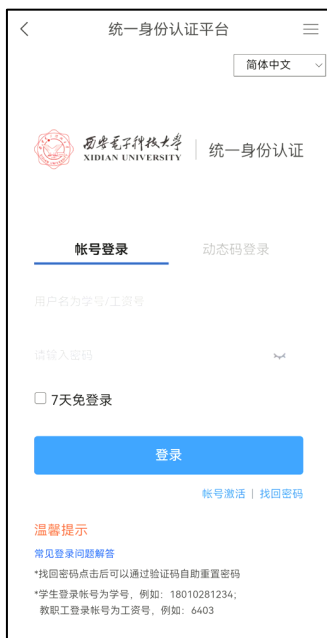 统一身份认证平台
简体中文
西安电子科技大学
XIDIAN UNIVERSITY
统一身份认证
帐号登录
动态码登录
用户名为学号/工资号
请输入密码
7天免登录
登录
帐号激活 | 找回密码
温馨提示
常见登录问题解答
*找回密码点击后可以通过验证码自助重置密码
*学生登录帐号为学号，例如：18010281234;
教职工登录帐号为工资号，例如：6403